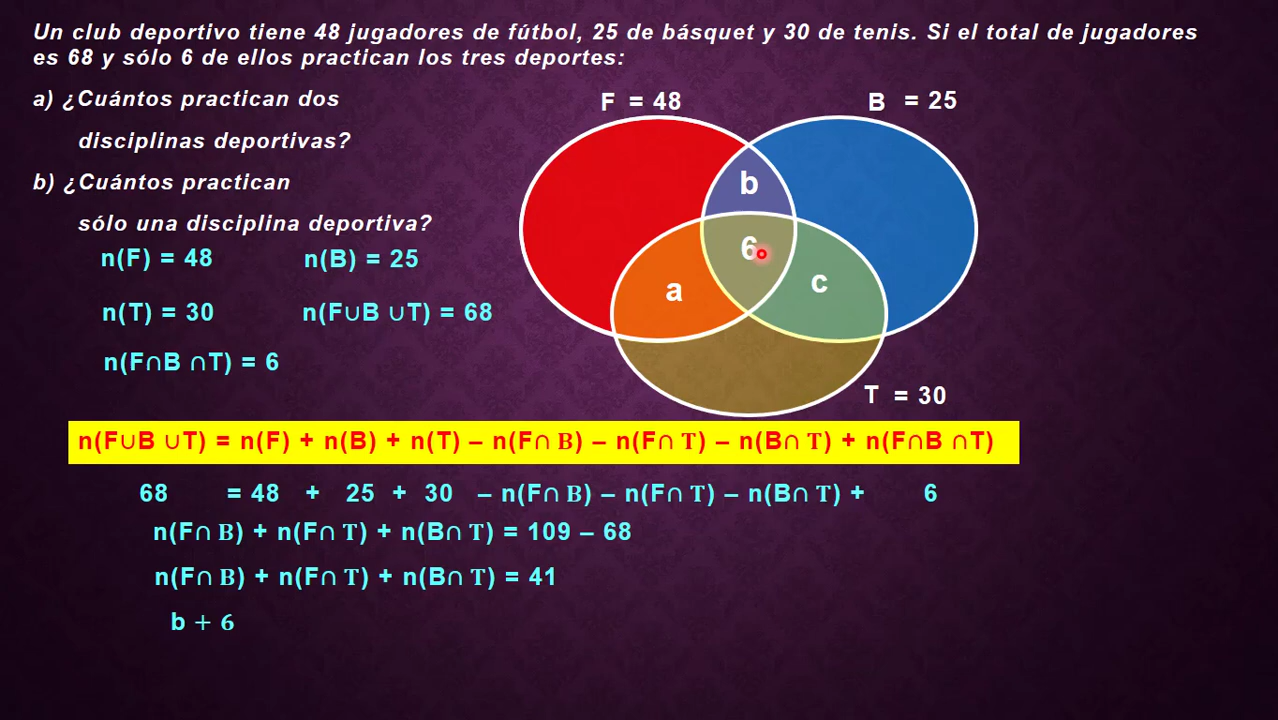 Un club deportivo tiene 48 jugadores de fútbol, 25 de básquet y 30 de tenis. Si el total de jugadores
es 68 y sólo 6 de ellos practican los tres deportes:
a) ¿Cuántos practican dos
disciplinas deportivas?
b) ¿Cuántos practican
sólo una disciplina deportiva?
n(F) = 48 n(B) = 25
n(T) = 30 n(F∪B ∪T) = 68
n(F∩B ∩T) = 6
F = 48
B = 25
b
6
a
c
T = 30
n(F∪B ∪T) = n(F) + n(B) + n(T) – n(F∩ B) – n(F∩ T) – n(B∩ T) + n(F∩B ∩T)
68 = 48 + 25 + 30 – n(F∩ B) – n(F∩ T) – n(B∩ T) + 6
n(F∩ B) + n(F∩ T) + n(B∩ T) = 109 – 68
n(F∩ B) + n(F∩ T) + n(B∩ T) = 41
b + 6